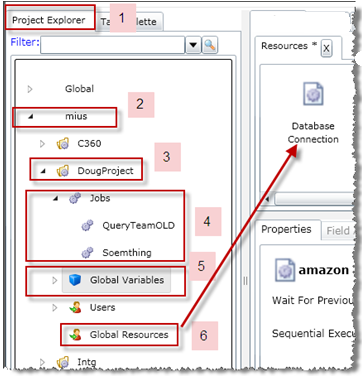 Project Explorer
1
Ta
lette
Filter:
Global
2
mius
C360
3
DougProject
Jobs
QueryTeamOLD
4
Soemthing
5
Global Variables
Users
Global Resources
6
Intg
Resources *
X
Database
Connection
Properties
Field
amazon
Wait For Previou
Sequential Execu